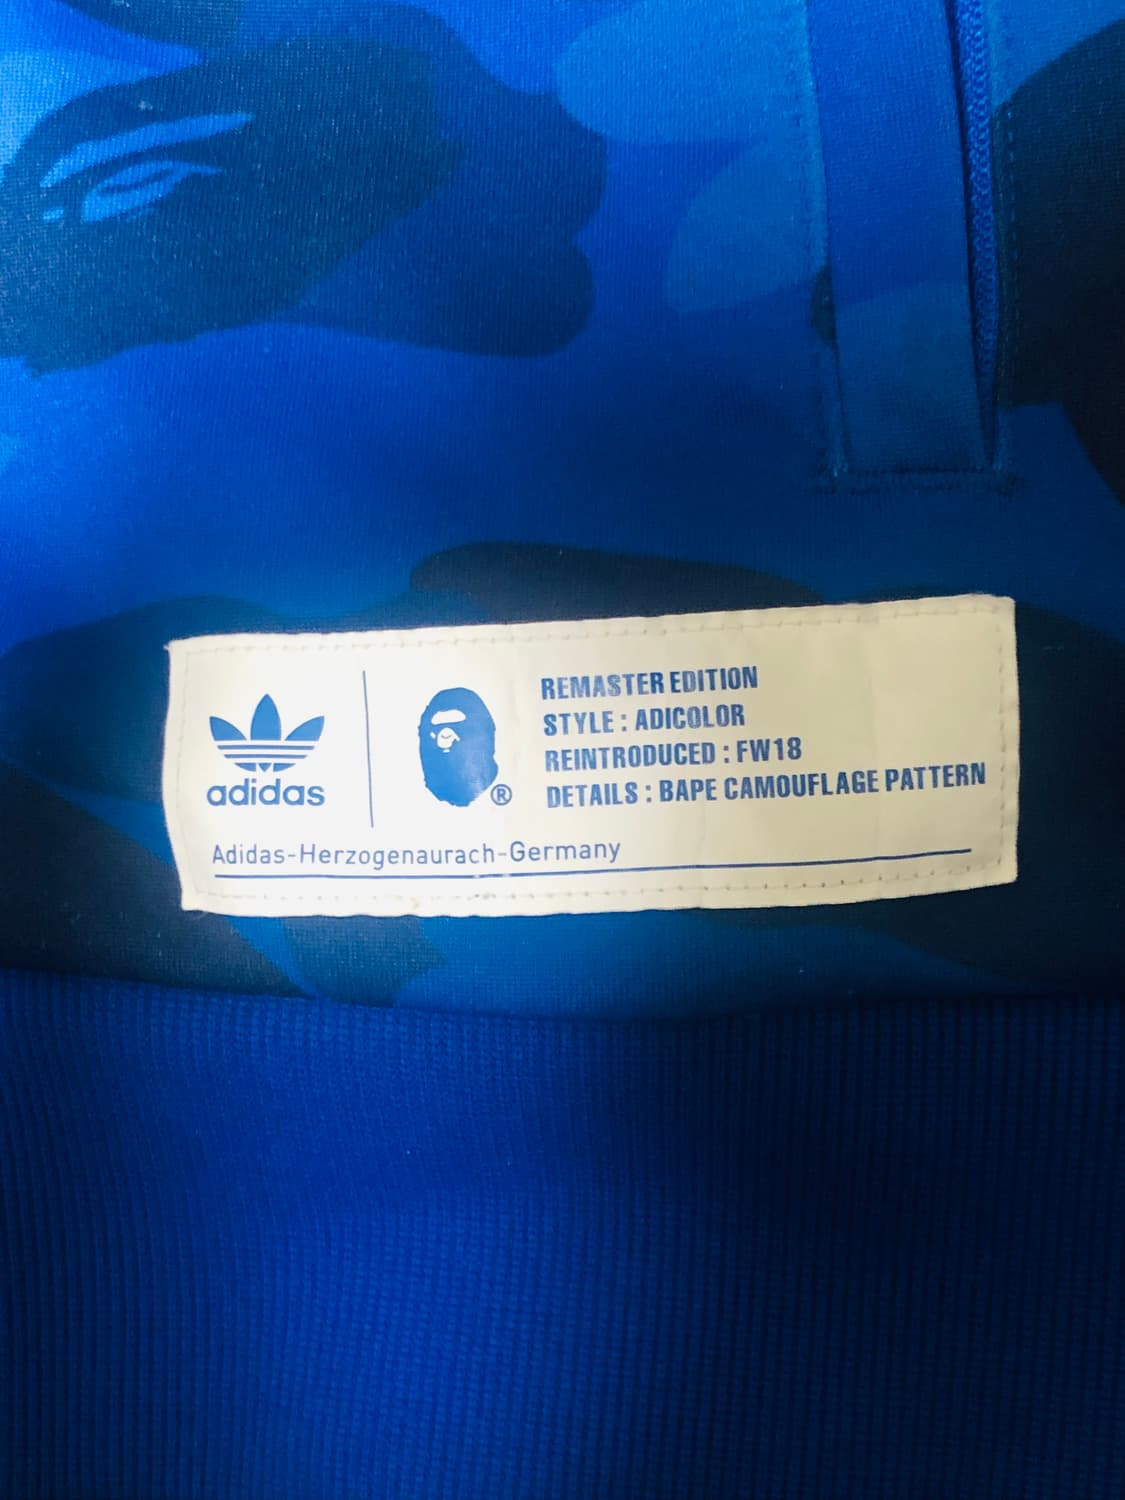 adidas
®
REMASTER EDITION
STYLE : ADICOLOR
REINTRODUCED : FW18
DETAILS : BAPE CAMOUFLAGE PATTERN
Adidas-Herzogenaurach-Germany